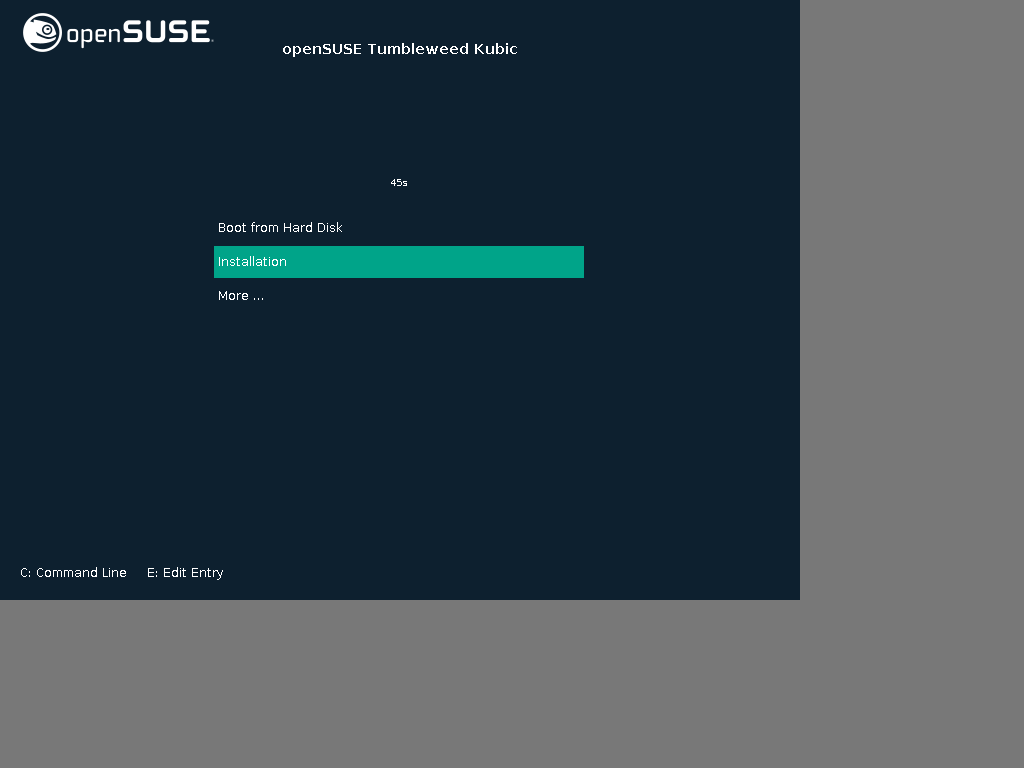 openSUSE.
openSUSE Tumbleweed Kubic
45s
Boot from Hard Disk
Installation
More ...
C: Command Line E: Edit Entry